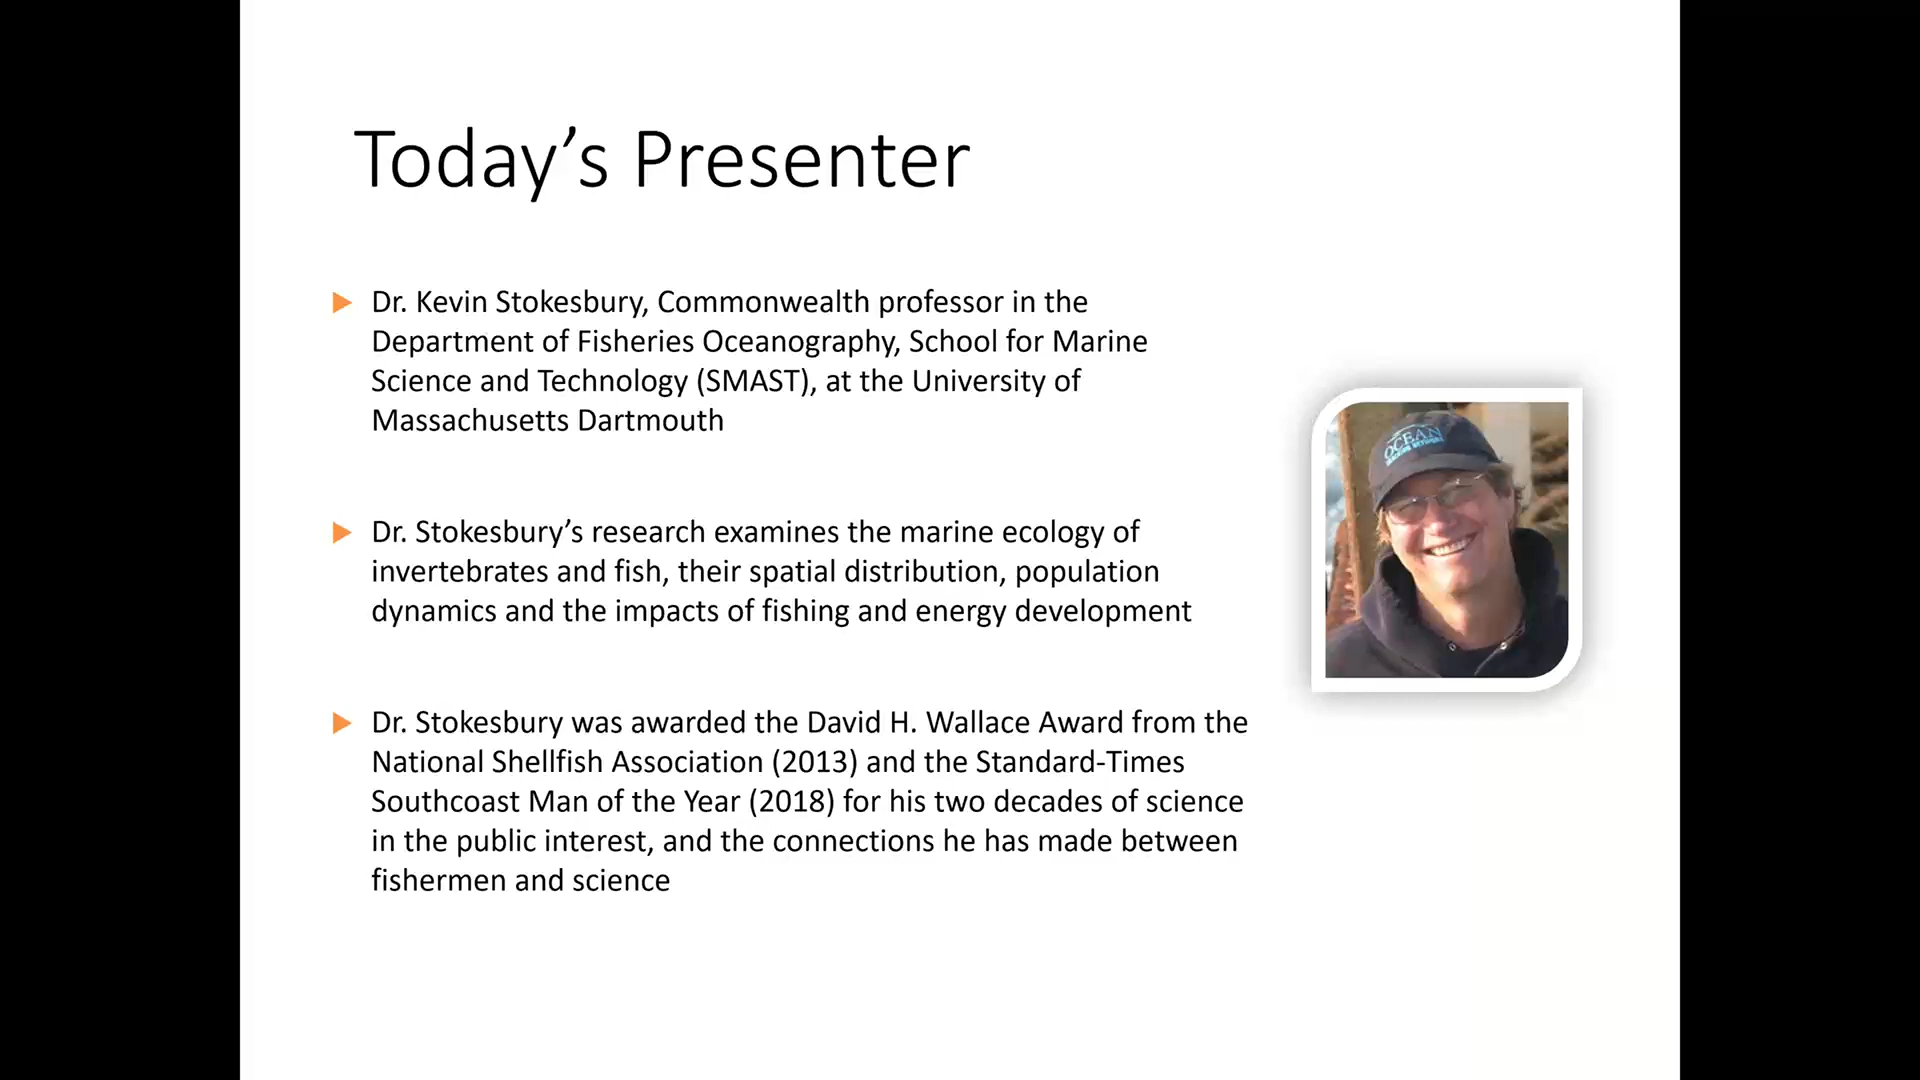 Today’s Presenter
Dr. Kevin Stokesbury, Commonwealth professor in the
Department of Fisheries Oceanography, School for Marine
Science and Technology (SMAST), at the University of
Massachusetts Dartmouth
Dr. Stokesbury’s research examines the marine ecology of
invertebrates and fish, their spatial distribution, population
dynamics and the impacts of fishing and energy development
Dr. Stokesbury was awarded the David H. Wallace Award from the
National Shellfish Association (2013) and the Standard-Times
Southcoast Man of the Year (2018) for his two decades of science
in the public interest, and the connections he has made between
fishermen and science
OCEAN